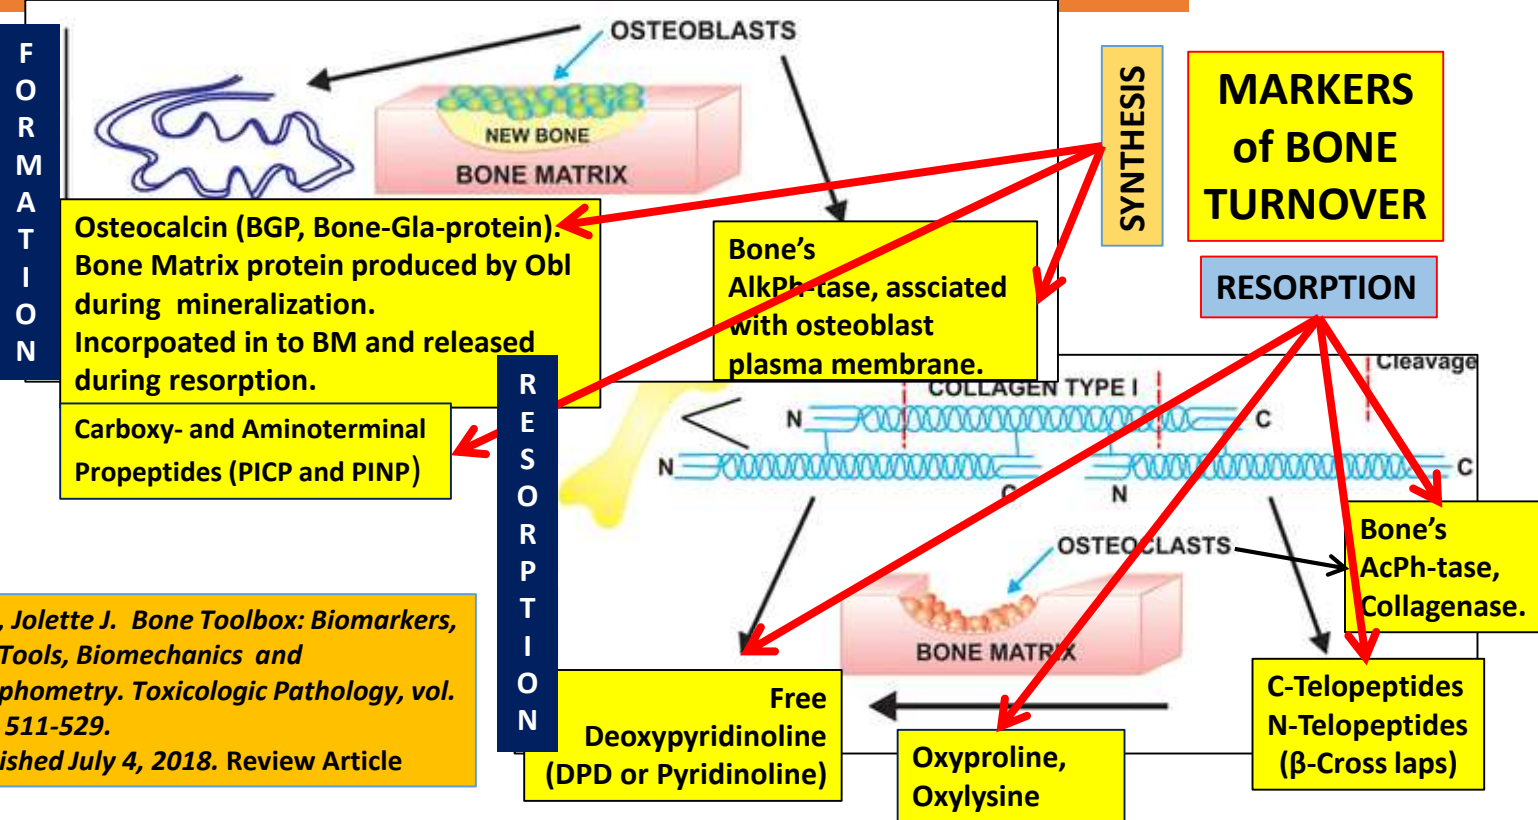 FORMATION
OSTEOBLASTS
NEW BONE
BONE MATRIX
SYNTHESIS
MARKERS
of BONE
TURNOVER
RESORPTION
Osteocalcin (BGP, Bone-Gla-protein).
Bone Matrix protein produced by Obl
during mineralization.
Incorpoated in to BM and released
during resorption.
Bone's
AlkPh-tase, assciated
with osteoblast
plasma membrane.
Carboxy- and Aminoterminal
Propeptides (PICP and PINP)
RESORPTION
Cleavage
COLLAGEN TYPE I
N
C
N
C
N
C
OSTEOCLASTS
BONE MATRIX
Bone's
AcPh-tase,
Collagenase.
, Jolette J. Bone Toolbox: Biomarkers,
Tools, Biomechanics and
phometry. Toxicologic Pathology, vol.
511-529.
ished July 4, 2018. Review Article
Free
Deoxypyridinoline
(DPD or Pyridinoline)
Oxyproline,
Oxylysine
C-Telopeptides
N-Telopeptides
(β-Cross laps)